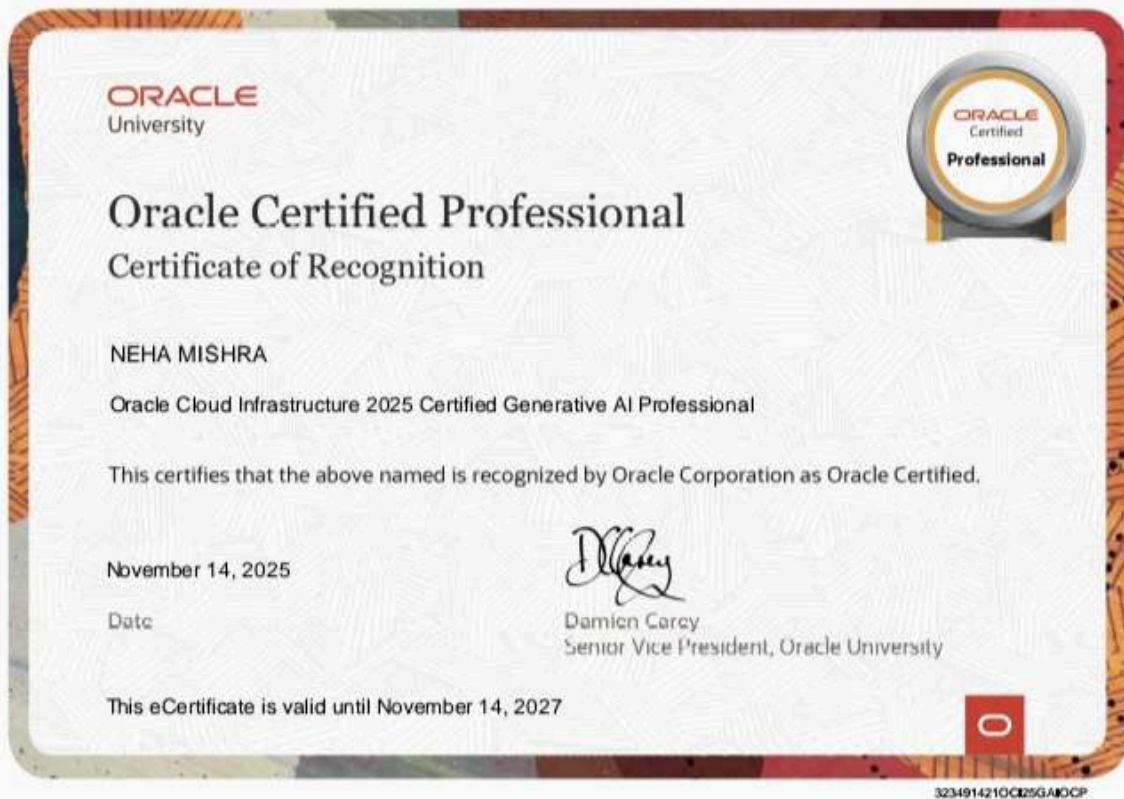 ORACLE
University
ORACLE
Certified
Professional
Oracle Certified Professional
Certificate of Recognition
NEHA MISHRA
Oracle Cloud Infrastructure 2025 Certified Generative AI Professional
This certifies that the above named is recognized by Oracle Corporation as Oracle Certified.
November 14, 2025
Date
Damien Carey
Senior Vice President, Oracle University
This eCertificate is valid until November 14, 2027
323491421OCI25GAIOCP